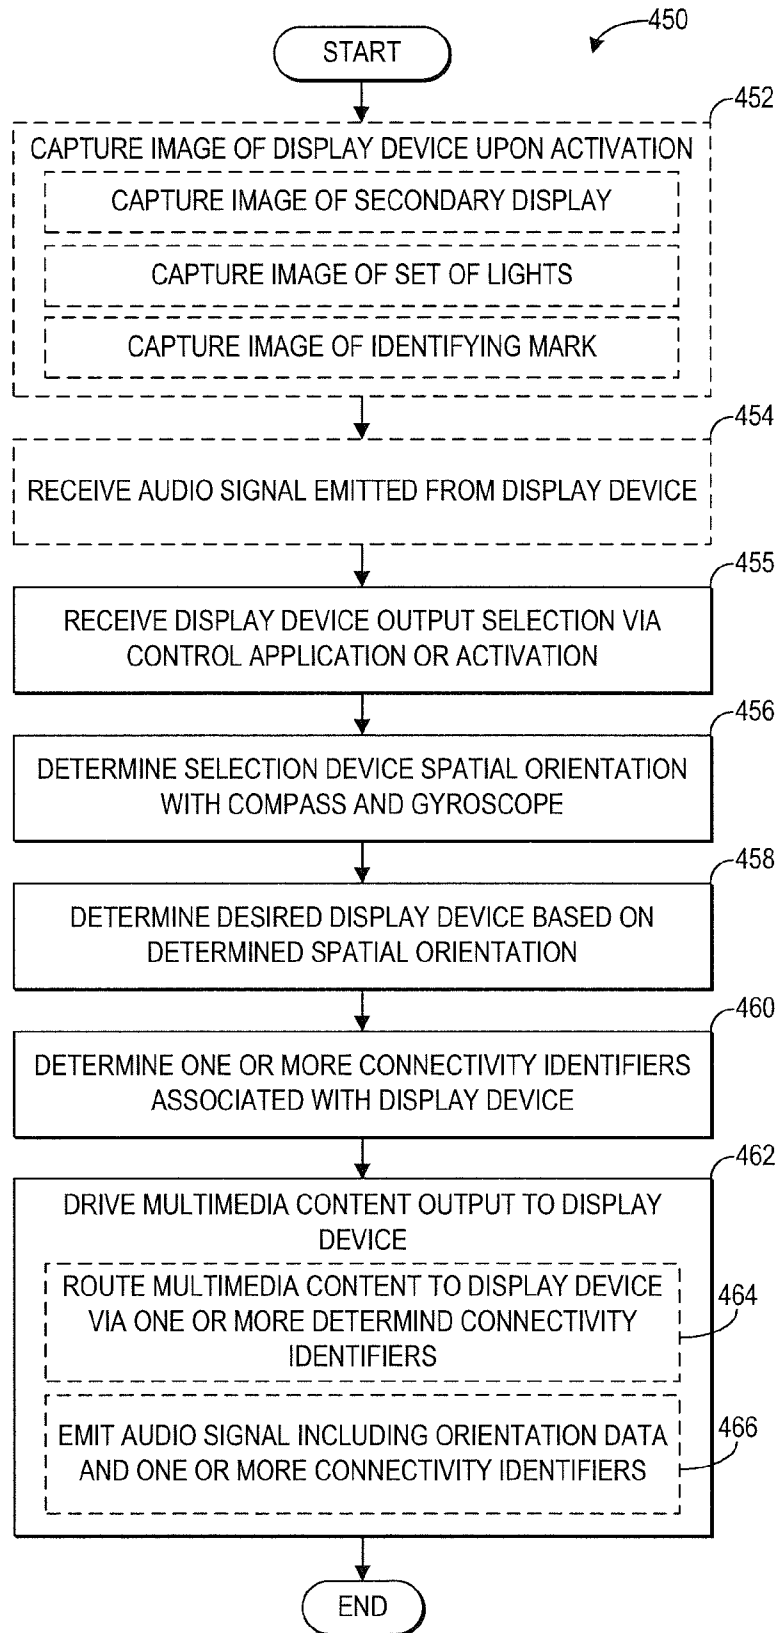 450
START
452
CAPTURE IMAGE OF DISPLAY DEVICE UPON ACTIVATION
CAPTURE IMAGE OF SECONDARY DISPLAY
CAPTURE IMAGE OF SET OF LIGHTS
CAPTURE IMAGE OF IDENTIFYING MARK
454
RECEIVE AUDIO SIGNAL EMITTED FROM DISPLAY DEVICE
455
RECEIVE DISPLAY DEVICE OUTPUT SELECTION VIA
CONTROL APPLICATION OR ACTIVATION
456
DETERMINE SELECTION DEVICE SPATIAL ORIENTATION
WITH COMPASS AND GYROSCOPE
458
DETERMINE DESIRED DISPLAY DEVICE BASED ON
DETERMINED SPATIAL ORIENTATION
460
DETERMINE ONE OR MORE CONNECTIVITY IDENTIFIERS
ASSOCIATED WITH DISPLAY DEVICE
462
DRIVE MULTIMEDIA CONTENT OUTPUT TO DISPLAY
DEVICE
ROUTE MULTIMEDIA CONTENT TO DISPLAY DEVICE
VIA ONE OR MORE DETERMIND CONNECTIVITY
IDENTIFIERS
464
EMIT AUDIO SIGNAL INCLUDING ORIENTATION DATA
AND ONE OR MORE CONNECTIVITY IDENTIFIERS
466
END